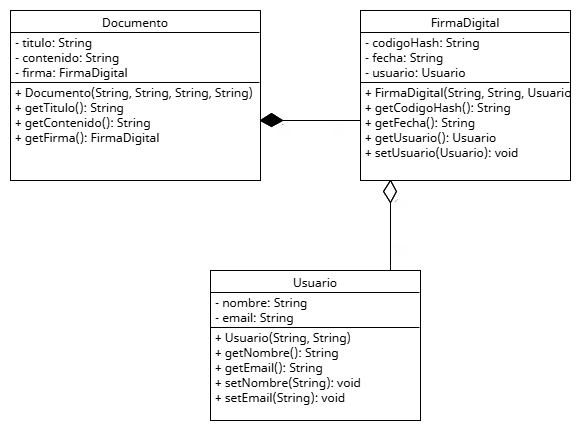 Documento
- titulo: String
- contenido: String
- firma: FirmaDigital
+ Documento(String, String, String, String)
+ getTitulo(): String
+ getContenido(): String
+ getFirma(): FirmaDigital
FirmaDigital
- codigoHash: String
- fecha: String
- usuario: Usuario
+ FirmaDigital(String, String, Usuario
+ getCodigoHash(): String
+ getFecha(): String
+ getUsuario(): Usuario
+ setUsuario(Usuario): void
Usuario
- nombre: String
- email: String
+ Usuario(String, String)
+ getNombre(): String
+ getEmail(): String
+ setNombre(String): void
+ setEmail(String): void